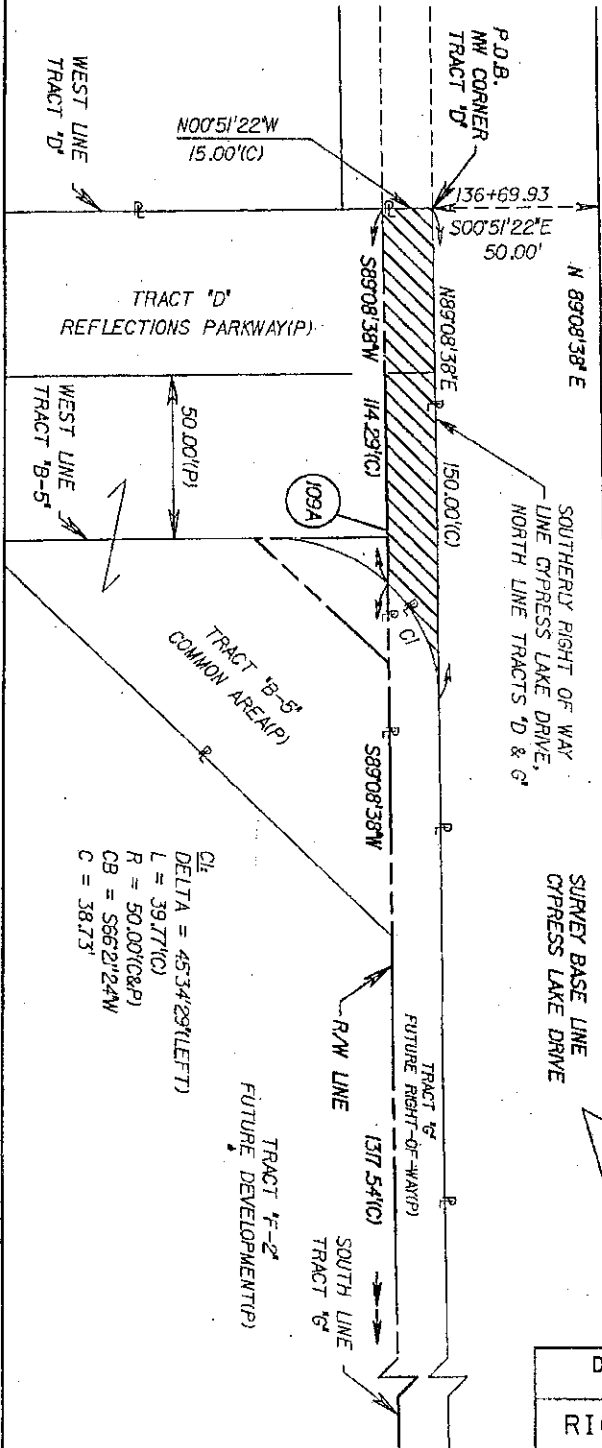 P.O.B.
NW CORNER
TRACT "D"
N00°51'22"W
15.00'(C)
WEST LINE
TRACT "D"
136+69.93
S00°51'22"E
50.00'
N 89°08'38" E
TRACT "D"
REFLECTIONS PARKWAY(P)
S89°08'38"W
114.29'(C)
N89°08'38"E
150.00'(C)
SOUTHERLY RIGHT OF WAY
LINE CYPRESS LAKE DRIVE,
NORTH LINE TRACTS "D & G"
SURVEY BASE LINE
CYPRESS LAKE DRIVE
50.00'(P)
WEST LINE
TRACT "B-5"
109A
C1
TRACT "B-5"
COMMON AREA(P)
S89°08'38"W
1317.54'(C)
R/W LINE
TRACT "G"
FUTURE RIGHT-OF-WAY(P)
SOUTH LINE
TRACT "G"
C1:
DELTA = 45°34'29"(LEFT)
L = 39.77'(C)
R = 50.00'(C&P)
CB = S66°21'24"W
C = 38.73'
TRACT "F-2"
FUTURE DEVELOPMENT(P)
D
RIG